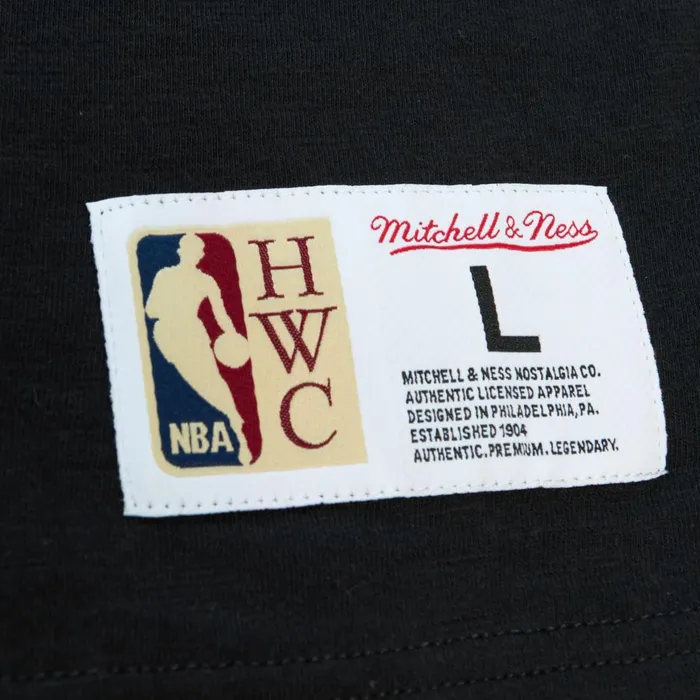 NBA
H
W
C
Mitchell & Ness
L
MITCHELL & NESS NOSTALGIA CO.
AUTHENTIC LICENSED APPAREL
DESIGNED IN PHILADELPHIA, PA.
ESTABLISHED 1904
AUTHENTIC. PREMIUM. LEGENDARY.